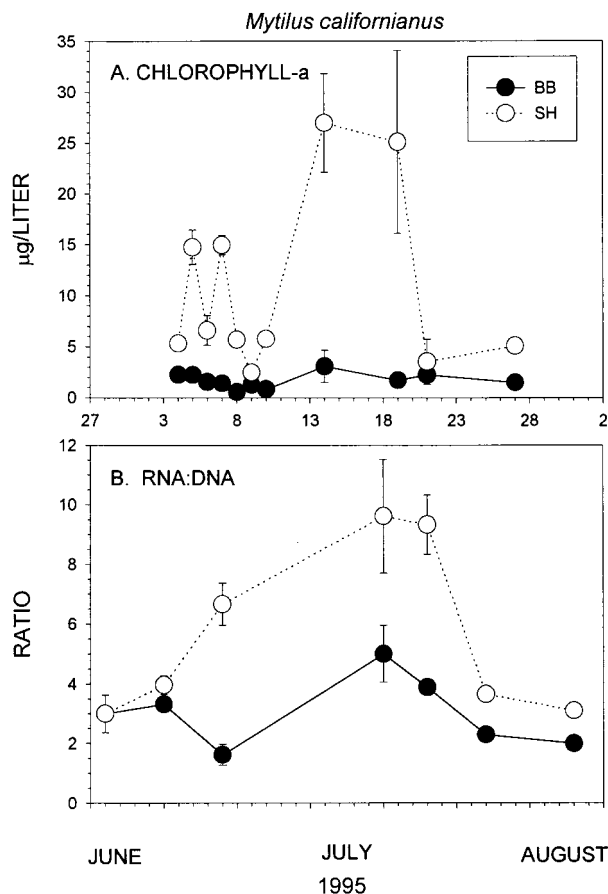 Mytilus californianus
A. CHLOROPHYLL-a
BB
SH
µg/LITER
35
30
25
20
15
10
5
0
27 3 8 13 18 23 28 2
B. RNA:DNA
RATIO
12
10
8
6
4
2
0
JUNE JULY AUGUST
1995